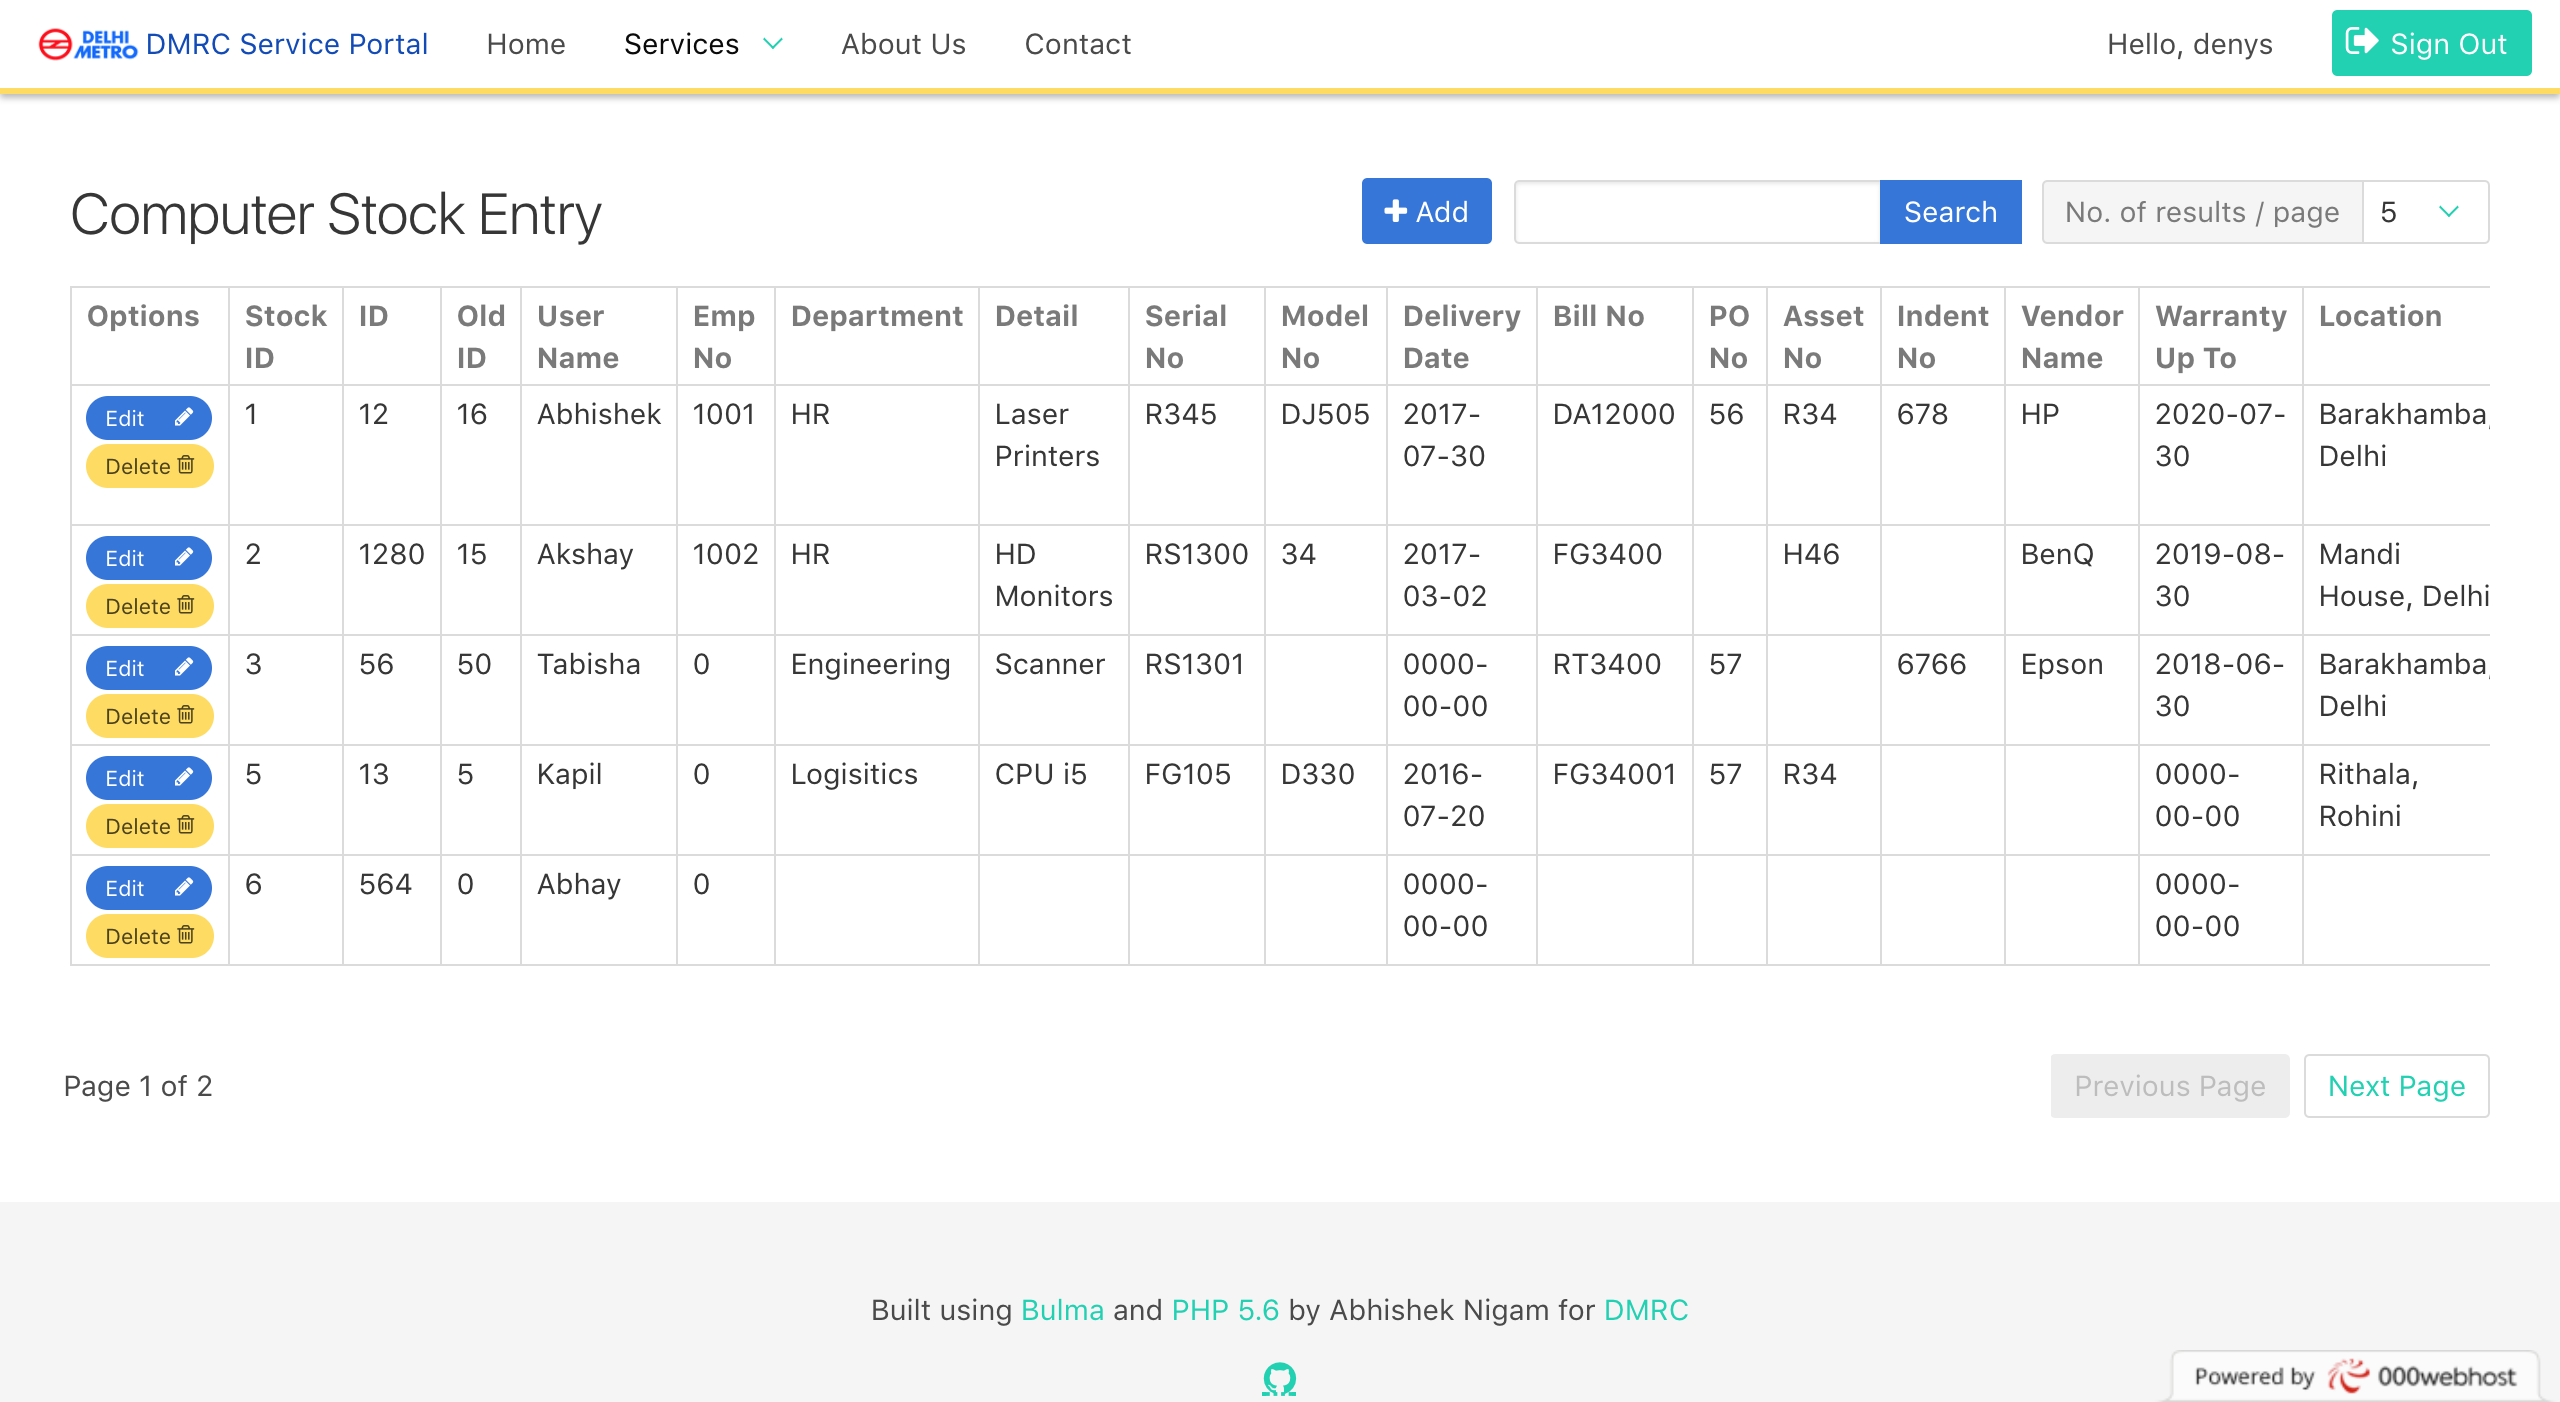 DELHI METRO DMRC Service Portal Home Services About Us Contact Hello, denys Sign Out
Computer Stock Entry Add Search No. of results / page 5
Options Stock ID ID Old ID User Name Emp No Department Detail Serial No Model No Delivery Date Bill No PO No Asset No Indent No Vendor Name Warranty Up To Location
Edit Delete 1 12 16 Abhishek 1001 HR Laser Printers R345 DJ505 2017-07-30 DA12000 56 R34 678 HP 2020-07-30 Barakhamba, Delhi
Edit Delete 2 1280 15 Akshay 1002 HR HD Monitors RS1300 34 2017-03-02 FG3400 H46 BenQ 2019-08-30 Mandi House, Delhi
Edit Delete 3 56 50 Tabisha 0 Engineering Scanner RS1301 0000-00-00 RT3400 57 6766 Epson 2018-06-30 Barakhamba, Delhi
Edit Delete 5 13 5 Kapil 0 Logisitics CPU i5 FG105 D330 2016-07-20 FG34001 57 R34 0000-00-00 Rithala, Rohini
Edit Delete 6 564 0 Abhay 0 0000-00-00 0000-00-00
Page 1 of 2 Previous Page Next Page
Built using Bulma and PHP 5.6 by Abhishek Nigam for DMRC
Powered by 000webhost